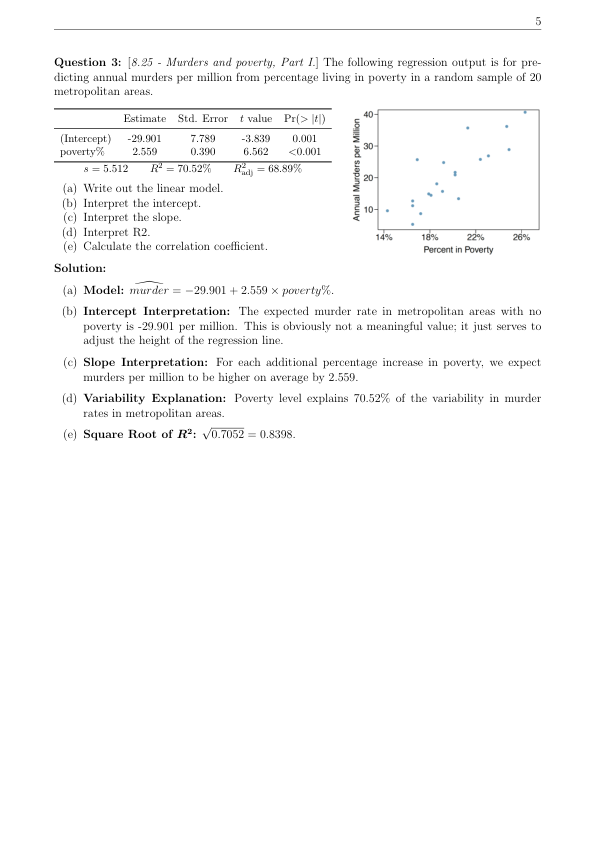 5
Question 3: [8.25 - Murders and poverty, Part I.] The following regression output is for pre-
dicting annual murders per million from percentage living in poverty in a random sample of 20
metropolitan areas.
Estimate Std. Error t value Pr(> |t|)
(Intercept) -29.901 7.789 -3.839 0.001
poverty% 2.559 0.390 6.562 <0.001
s = 5.512 R² = 70.52% R²adj = 68.89%
Annual Murders per Million
40
30
20
10
14% 18% 22% 26%
Percent in Poverty
(a) Write out the linear model.
(b) Interpret the intercept.
(c) Interpret the slope.
(d) Interpret R2.
(e) Calculate the correlation coefficient.
Solution:
(a) Model: \widehat{murder} = −29.901 + 2.559 × poverty%.
(b) Intercept Interpretation: The expected murder rate in metropolitan areas with no
poverty is -29.901 per million. This is obviously not a meaningful value; it just serves to
adjust the height of the regression line.
(c) Slope Interpretation: For each additional percentage increase in poverty, we expect
murders per million to be higher on average by 2.559.
(d) Variability Explanation: Poverty level explains 70.52% of the variability in murder
rates in metropolitan areas.
(e) Square Root of R²: √0.7052 = 0.8398.